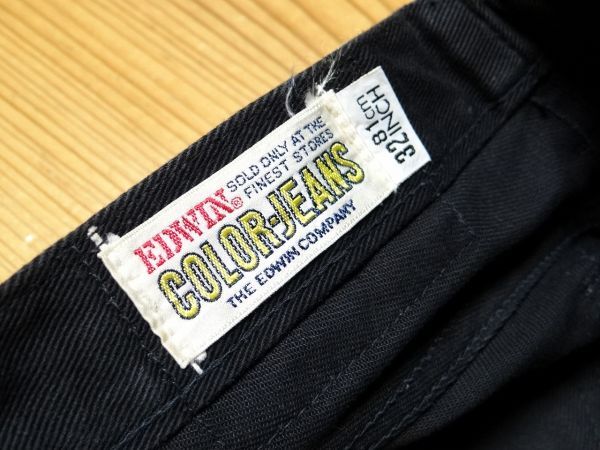 EDWIN® SOLD ONLY AT THE
FINEST STORES
COLOR-JEANS
THE EDWIN COMPANY
81cm
32INCH